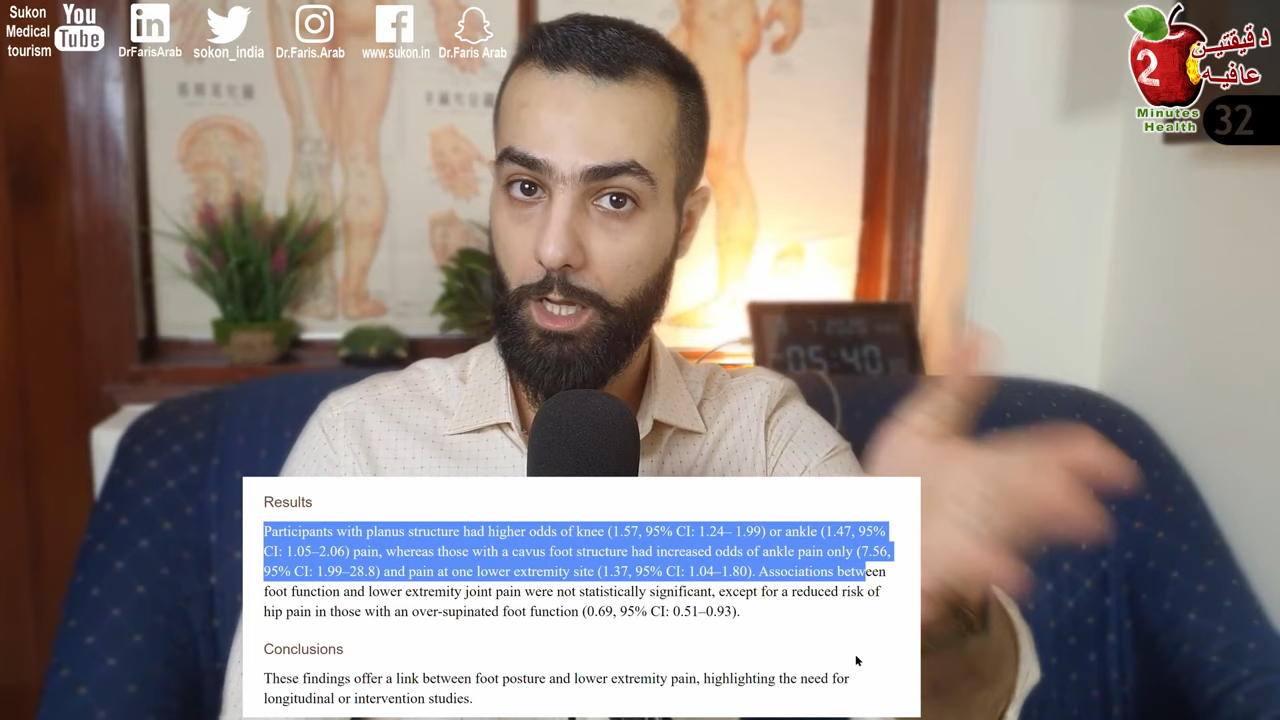 Sukon
Medical
tourism
You
Tube
in
DrFarisArab
sokon_india
Dr.Faris.Arab
f
www.sukon.in
Dr.Faris.Arab
دقيقتين
عافيه
2
Minutes
Health
32
05:40
Results
Participants with planus structure had higher odds of knee (1.57, 95% CI: 1.24– 1.99) or ankle (1.47, 95%
CI: 1.05–2.06) pain, whereas those with a cavus foot structure had increased odds of ankle pain only (7.56,
95% CI: 1.99–28.8) and pain at one lower extremity site (1.37, 95% CI: 1.04–1.80). Associations between
foot function and lower extremity joint pain were not statistically significant, except for a reduced risk of
hip pain in those with an over-supinated foot function (0.69, 95% CI: 0.51–0.93).
Conclusions
These findings offer a link between foot posture and lower extremity pain, highlighting the need for
longitudinal or intervention studies.